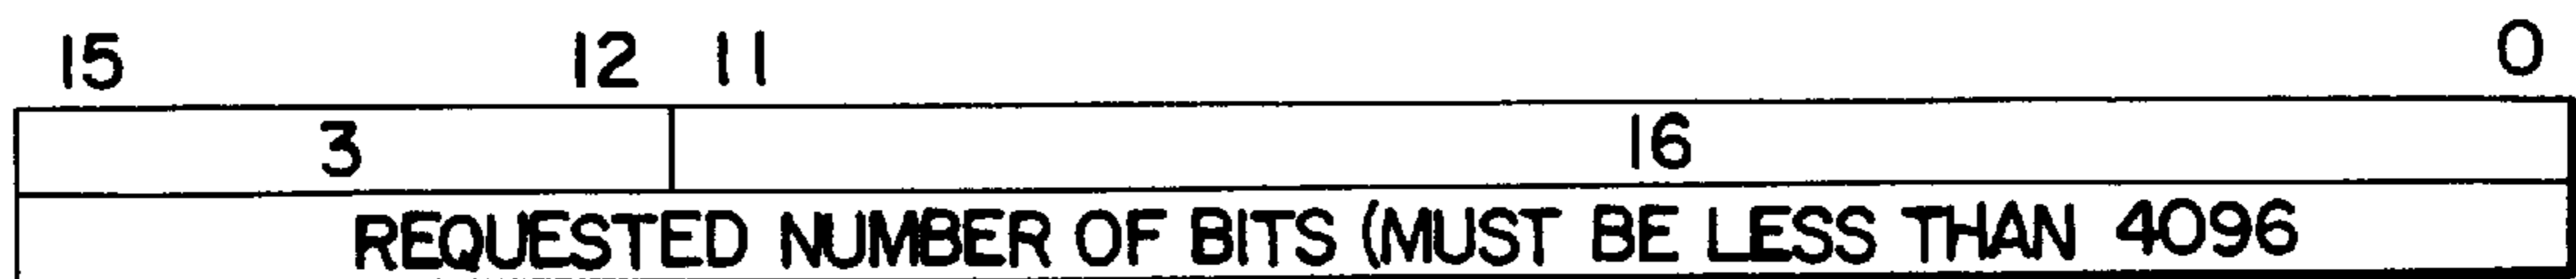 15 12 11 0
3 16
REQUESTED NUMBER OF BITS (MUST BE LESS THAN 4096